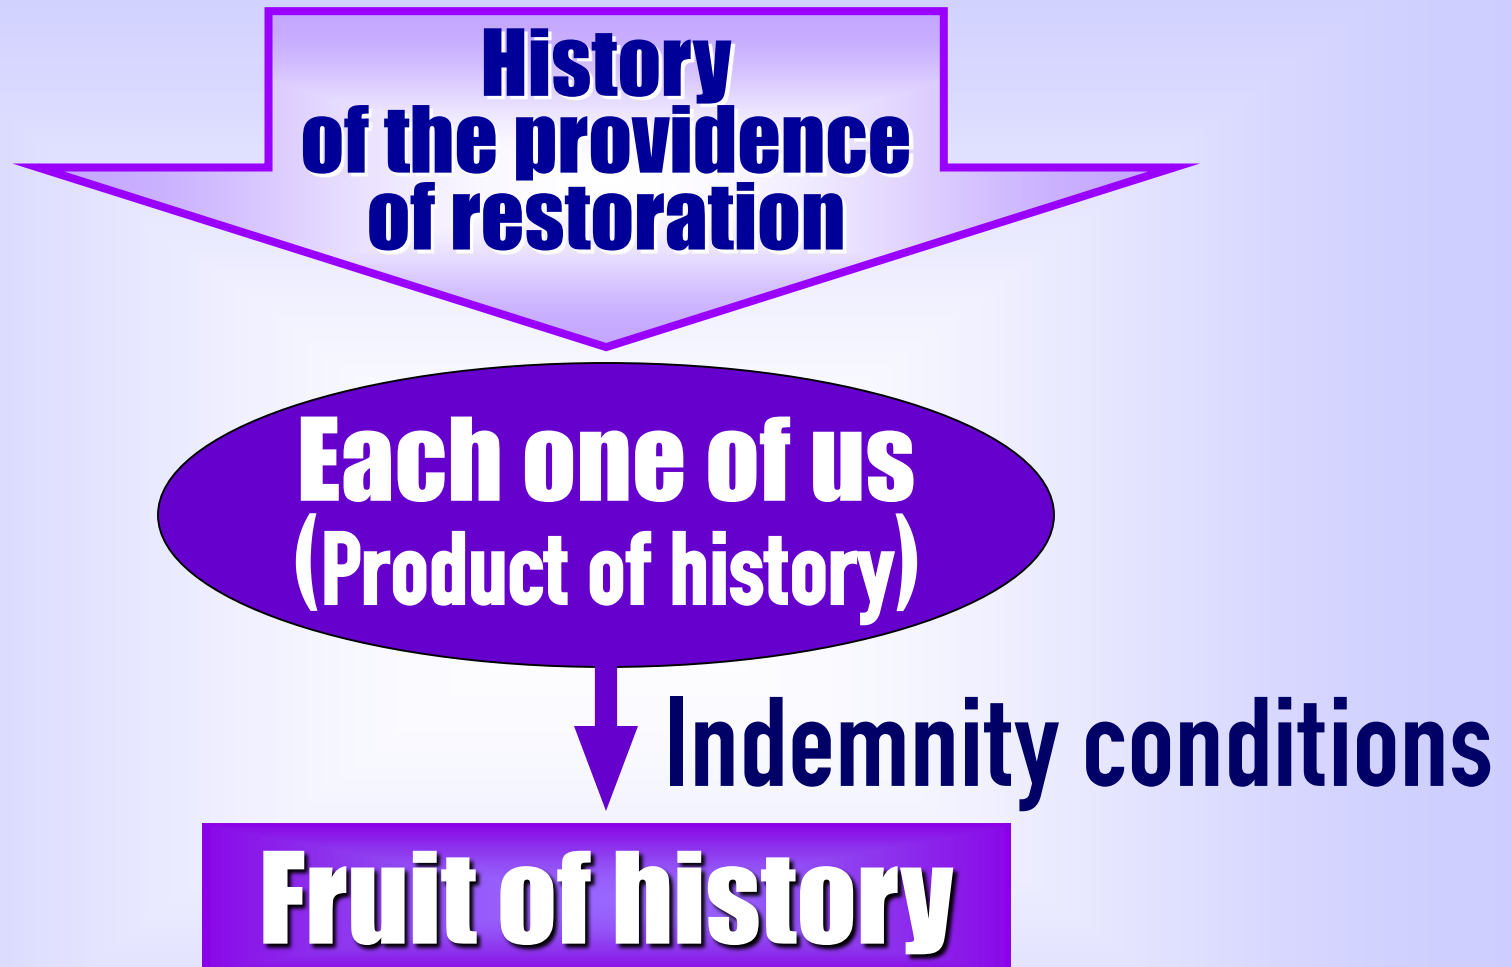 History
of the providence
of restoration
Each one of us
(Product of history)
Indemnity conditions
Fruit of history